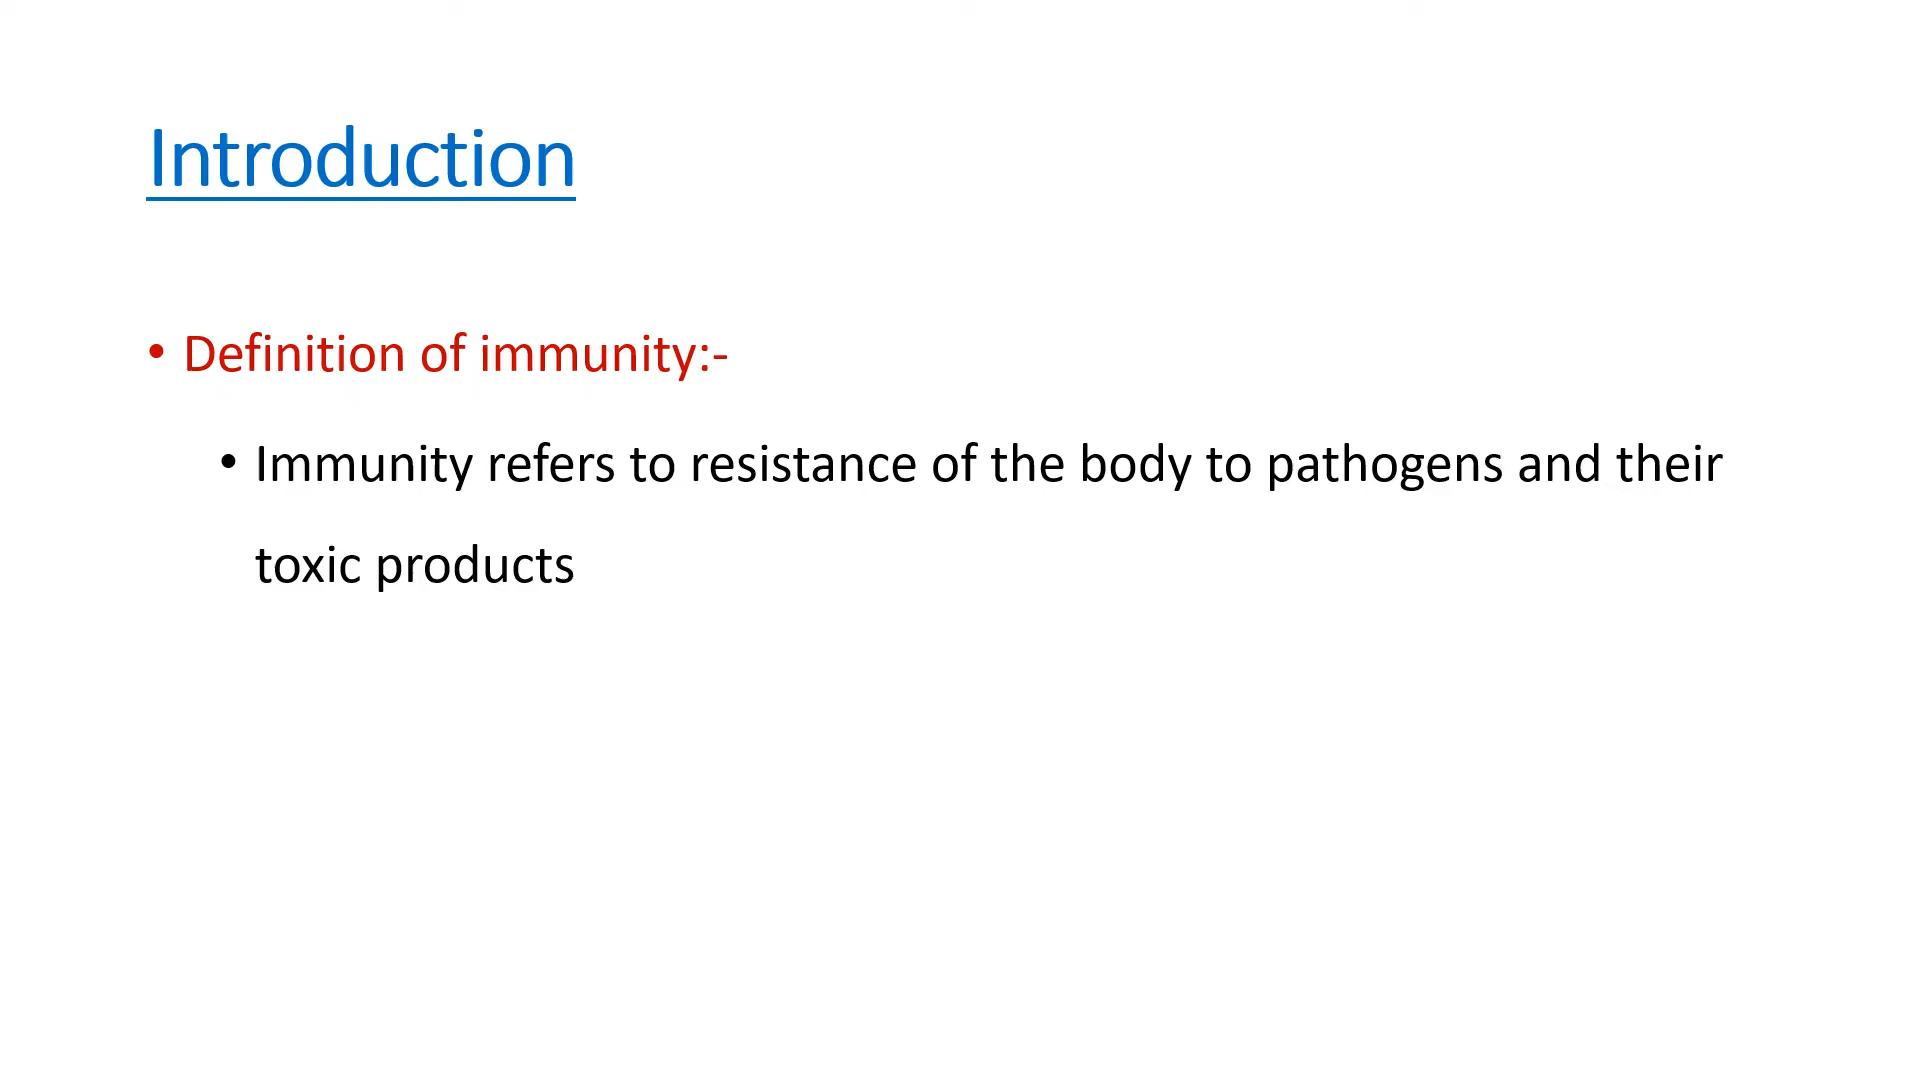 Introduction
• Definition of immunity:-
• Immunity refers to resistance of the body to pathogens and their
toxic products